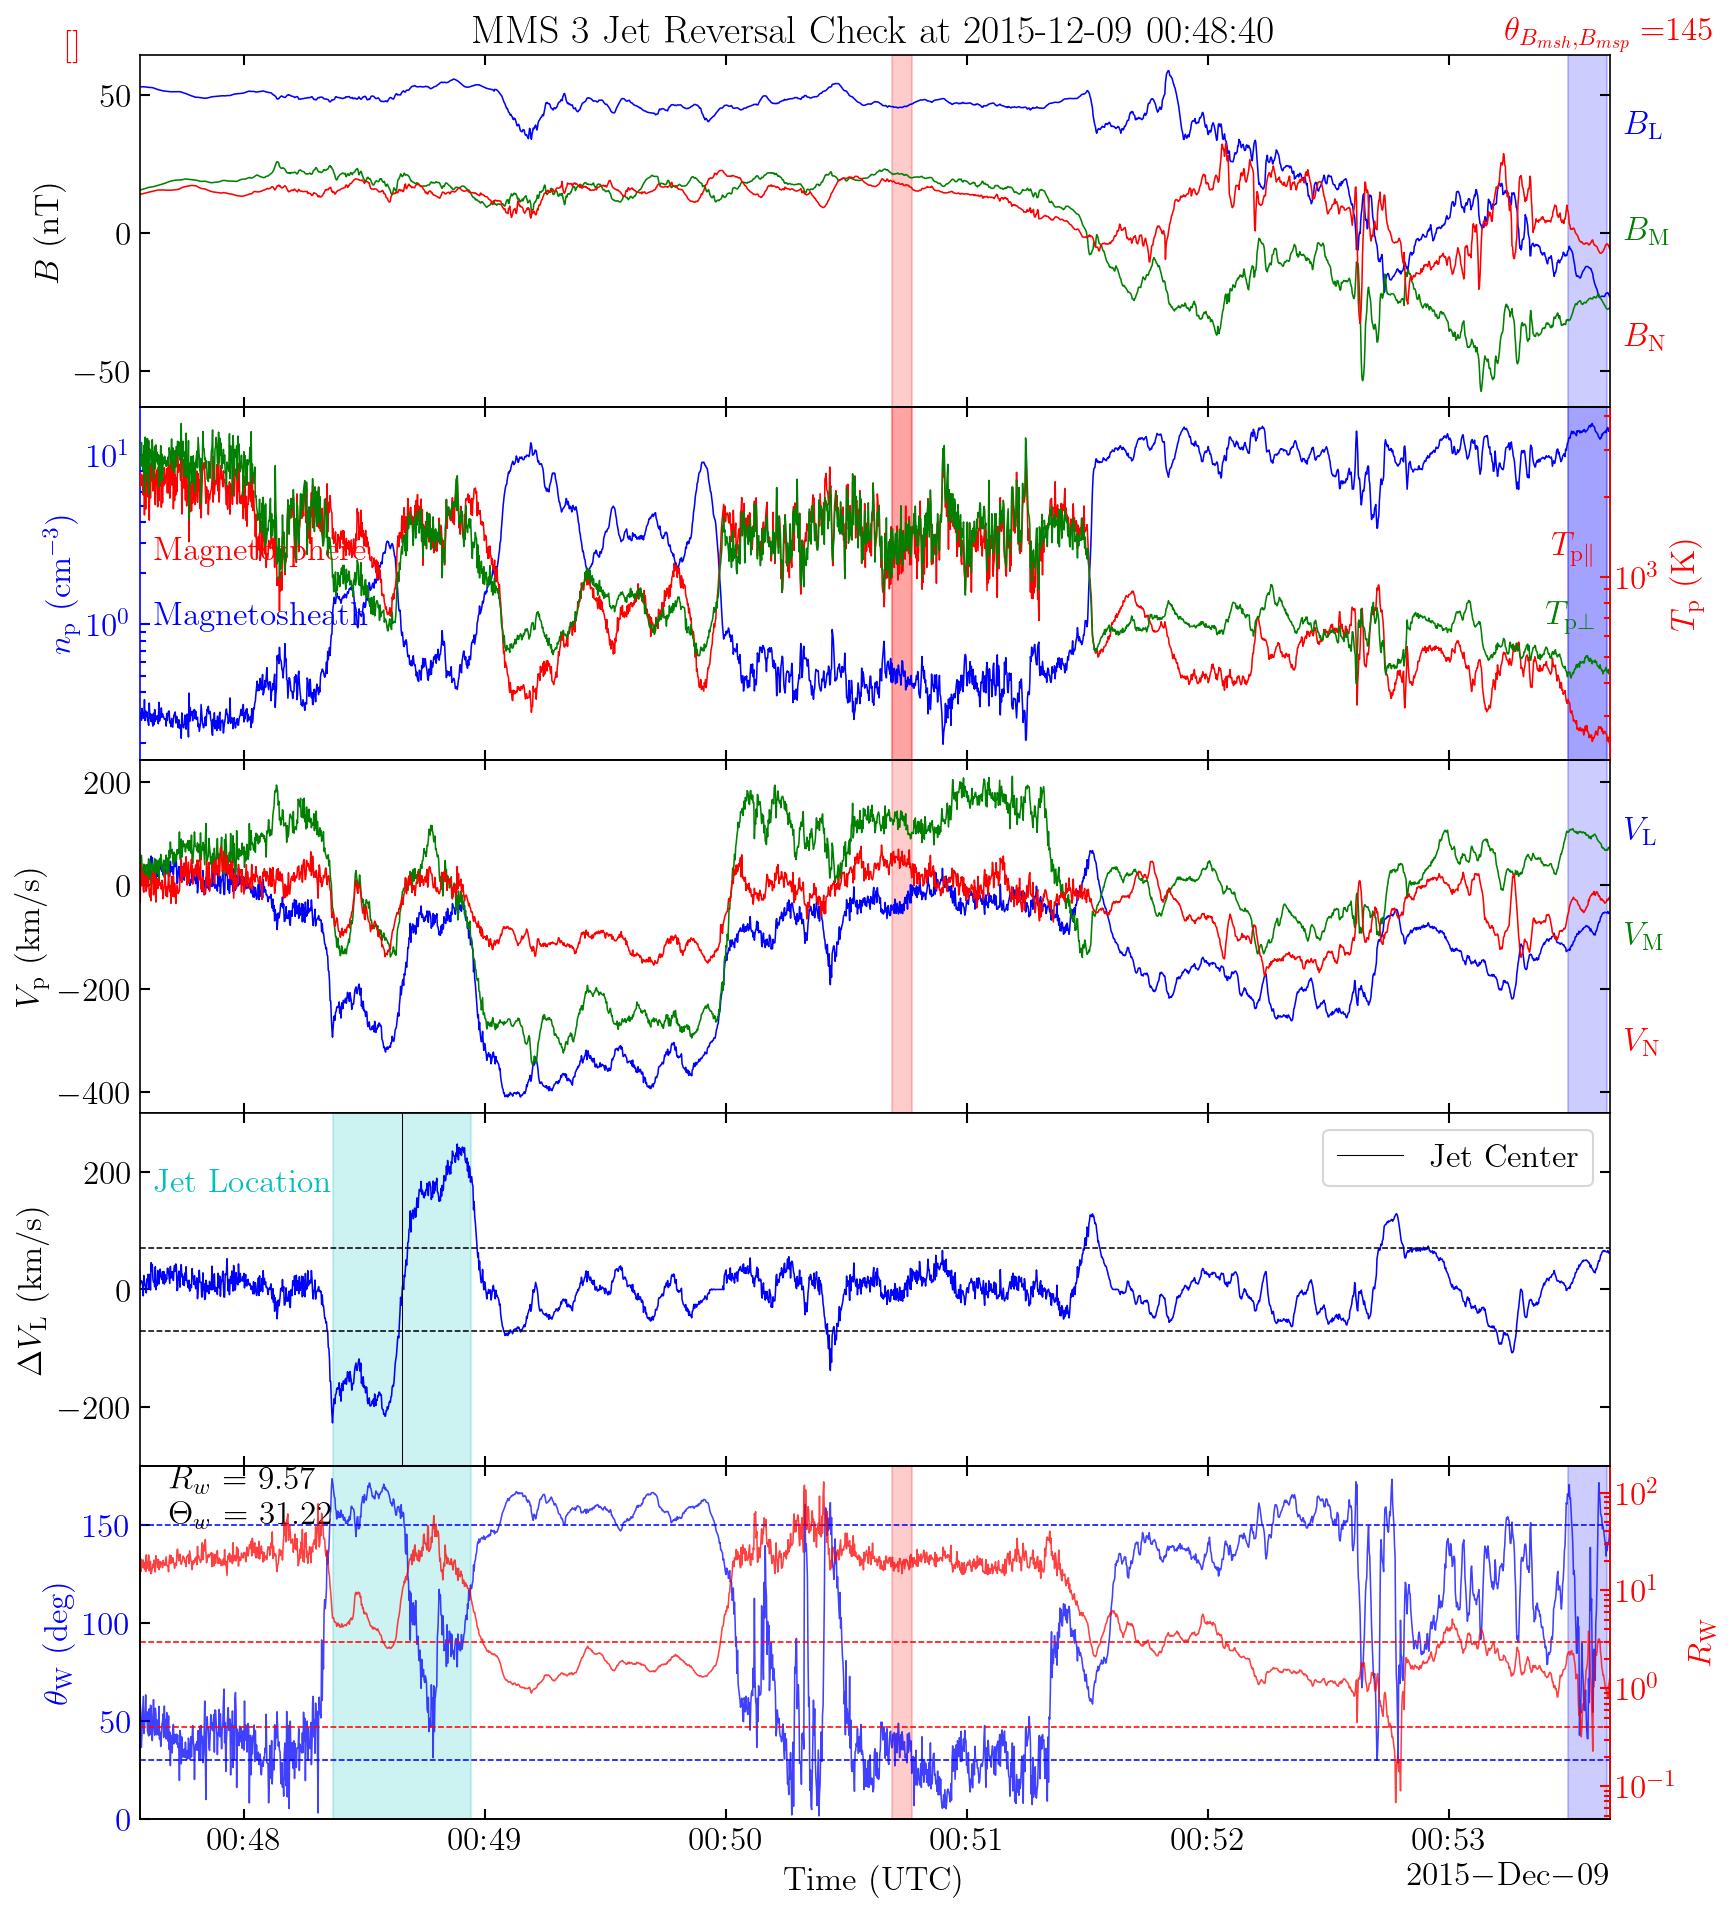 MMS 3 Jet Reversal Check at 2015-12-09 00:48:40
θ_{B_{msh},B_{msp}} =145
[]
50
0
−50
B (nT)
B_L
B_M
B_N
10^1
10^0
n_p (cm^{−3})
Magnetosphere
Magnetosheath
T_{p∥}
T_{p⊥}
10^3
T_p (K)
200
0
−200
−400
V_p (km/s)
V_L
V_M
V_N
200
0
−200
ΔV_L (km/s)
Jet Location
Jet Center
R_w = 9.57
Θ_w = 31.22
150
100
50
0
θ_W (deg)
10^2
10^1
10^0
10^{−1}
R_W
00:48 00:49 00:50 00:51 00:52 00:53
Time (UTC)
2015−Dec−09